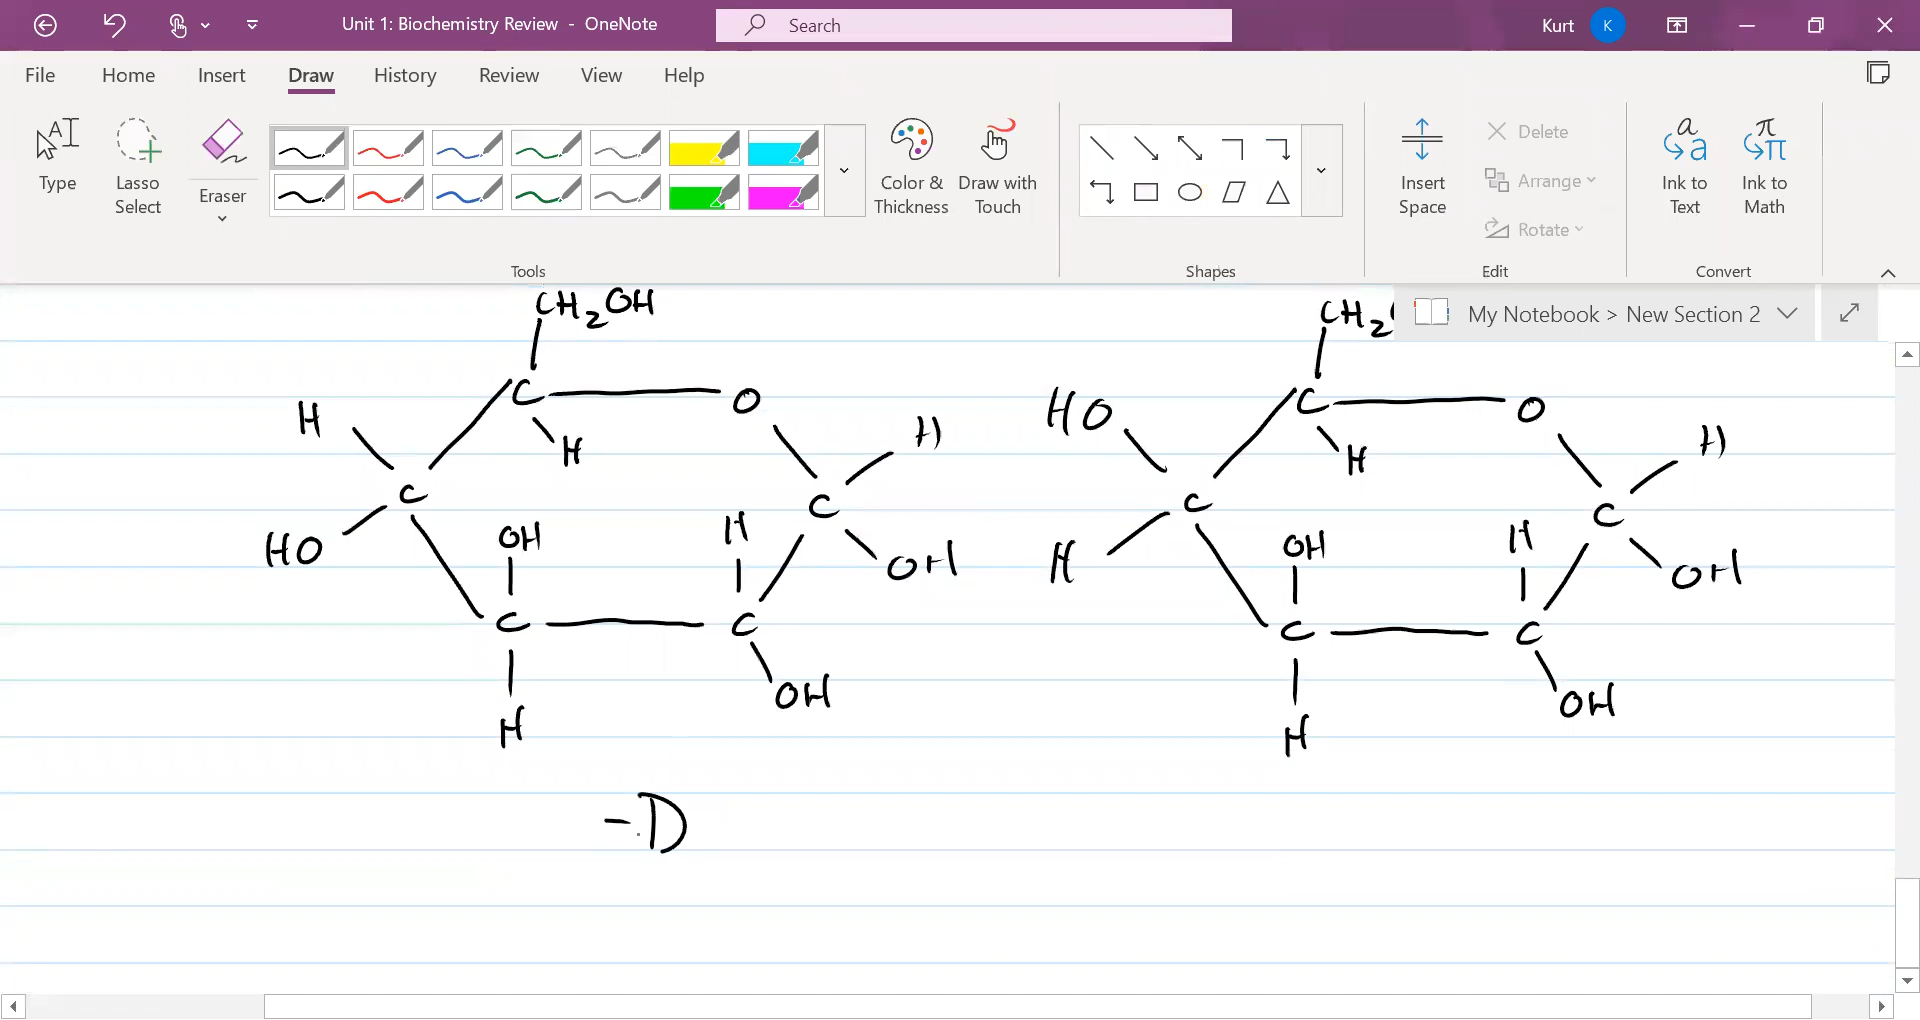 Unit 1: Biochemistry Review - OneNote
Search
Kurt
K
File Home Insert Draw History Review View Help
Type
Lasso Select
Eraser
Color & Thickness
Draw with Touch
Insert Space
Delete
Arrange
Rotate
Ink to Text
Ink to Math
Tools Shapes Edit Convert
My Notebook > New Section 2
CH2OH CH2
C O C O
H H H HO H H
C C C C
HO OH H OH H OH H OH
C C C C
H OH H OH
- D